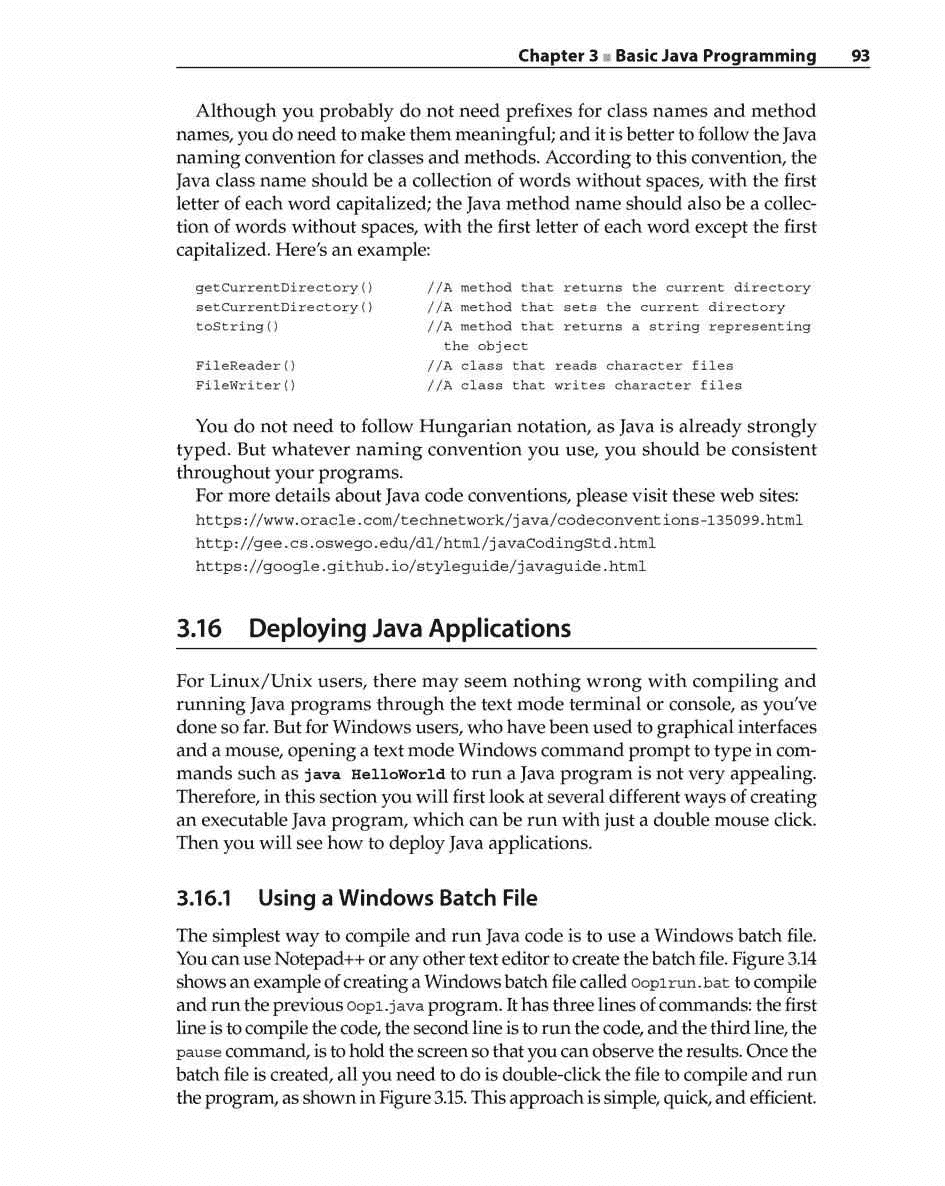 Chapter 3 ■ Basic Java Programming 93
Although you probably do not need prefixes for class names and method
names, you do need to make them meaningful; and it is better to follow the Java
naming convention for classes and methods. According to this convention, the
Java class name should be a collection of words without spaces, with the first
letter of each word capitalized; the Java method name should also be a collec-
tion of words without spaces, with the first letter of each word except the first
capitalized. Here's an example:
getCurrentDirectory() //A method that returns the current directory
setCurrentDirectory() //A method that sets the current directory
toString() //A method that returns a string representing
the object
FileReader() //A class that reads character files
FileWriter() //A class that writes character files
You do not need to follow Hungarian notation, as Java is already strongly
typed. But whatever naming convention you use, you should be consistent
throughout your programs.
For more details about Java code conventions, please visit these web sites:
https://www.oracle.com/technetwork/java/codeconventions-135099.html
http://gee.cs.oswego.edu/dl/html/javaCodingStd.html
https://google.github.io/styleguide/javaguide.html
3.16 Deploying Java Applications
For Linux/Unix users, there may seem nothing wrong with compiling and
running Java programs through the text mode terminal or console, as you've
done so far. But for Windows users, who have been used to graphical interfaces
and a mouse, opening a text mode Windows command prompt to type in com-
mands such as java HelloWorld to run a Java program is not very appealing.
Therefore, in this section you will first look at several different ways of creating
an executable Java program, which can be run with just a double mouse click.
Then you will see how to deploy Java applications.
3.16.1 Using a Windows Batch File
The simplest way to compile and run Java code is to use a Windows batch file.
You can use Notepad++ or any other text editor to create the batch file. Figure 3.14
shows an example of creating a Windows batch file called Oop1run.bat to compile
and run the previous Oop1.java program. It has three lines of commands: the first
line is to compile the code, the second line is to run the code, and the third line, the
pause command, is to hold the screen so that you can observe the results. Once the
batch file is created, all you need to do is double-click the file to compile and run
the program, as shown in Figure 3.15. This approach is simple, quick, and efficient.